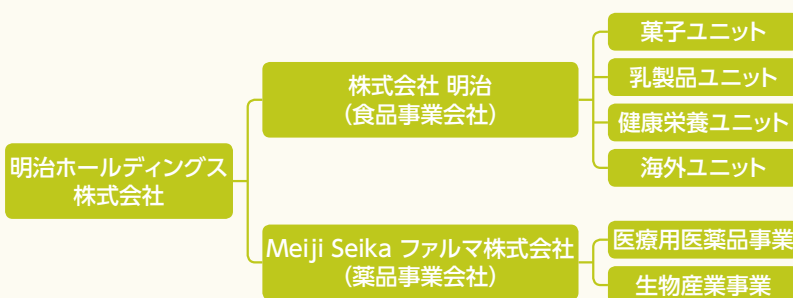 明治ホールディングス
株式会社
株式会社 明治
（食品事業会社）
菓子ユニット
乳製品ユニット
健康栄養ユニット
海外ユニット
Meiji Seika ファルマ株式会社
（薬品事業会社）
医療用医薬品事業
生物産業事業